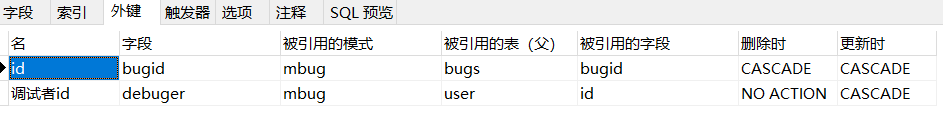 字段 索引 外键 触发器 选项 注释 SQL 预览
名 字段 被引用的模式 被引用的表（父） 被引用的字段 删除时 更新时
id bugid mbug bugs bugid CASCADE CASCADE
调试者id debuger mbug user id NO ACTION CASCADE